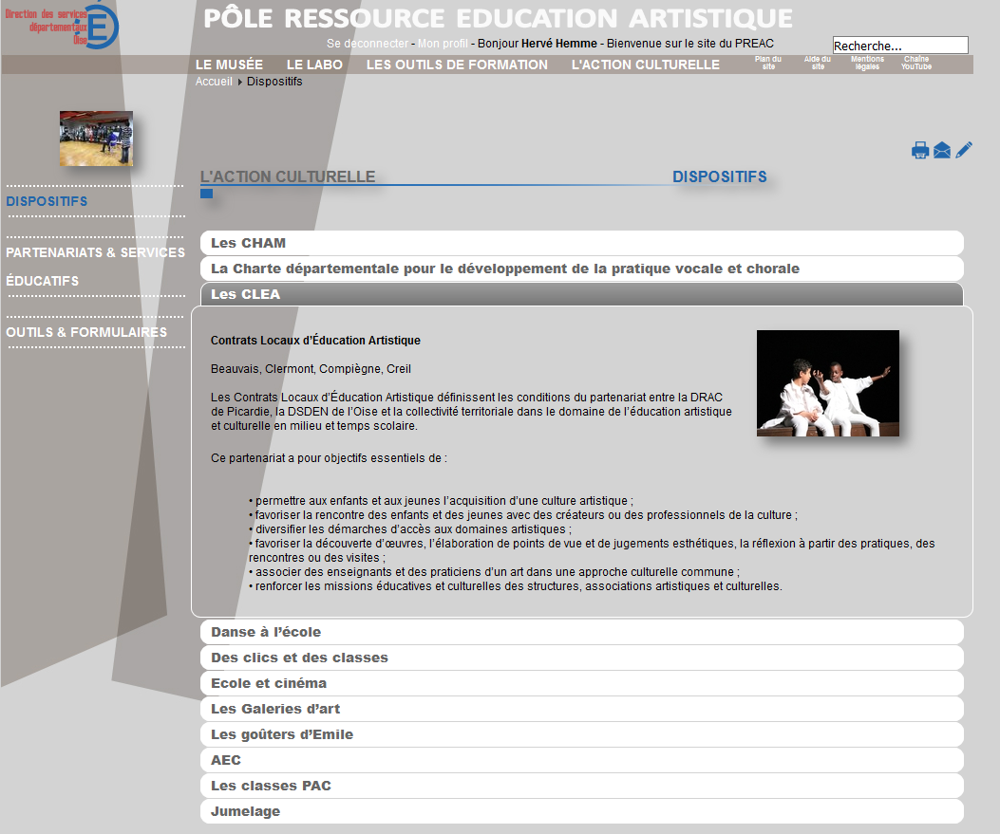 Direction des services
départementaux
Oise
É
PÔLE RESSOURCE EDUCATION ARTISTIQUE
Se deconnecter - Mon profil - Bonjour Hervé Hemme - Bienvenue sur le site du PREAC
Recherche...
LE MUSÉE LE LABO LES OUTILS DE FORMATION L'ACTION CULTURELLE
Plan du site
Aide du site
Mentions légales
Chaîne YouTube
Accueil Dispositifs
L'ACTION CULTURELLE DISPOSITIFS
DISPOSITIFS
PARTENARIATS & SERVICES
ÉDUCATIFS
OUTILS & FORMULAIRES
Les CHAM
La Charte départementale pour le développement de la pratique vocale et chorale
Les CLEA
Contrats Locaux d’Éducation Artistique
Beauvais, Clermont, Compiègne, Creil
Les Contrats Locaux d’Éducation Artistique définissent les conditions du partenariat entre la DRAC
de Picardie, la DSDEN de l’Oise et la collectivité territoriale dans le domaine de l’éducation artistique
et culturelle en milieu et temps scolaire.
Ce partenariat a pour objectifs essentiels de :
• permettre aux enfants et aux jeunes l’acquisition d’une culture artistique ;
• favoriser la rencontre des enfants et des jeunes avec des créateurs ou des professionnels de la culture ;
• diversifier les démarches d’accès aux domaines artistiques ;
• favoriser la découverte d’œuvres, l’élaboration de points de vue et de jugements esthétiques, la réflexion à partir des pratiques, des
rencontres ou des visites ;
• associer des enseignants et des praticiens d’un art dans une approche culturelle commune ;
• renforcer les missions éducatives et culturelles des structures, associations artistiques et culturelles.
Danse à l’école
Des clics et des classes
Ecole et cinéma
Les Galeries d’art
Les goûters d’Emile
AEC
Les classes PAC
Jumelage